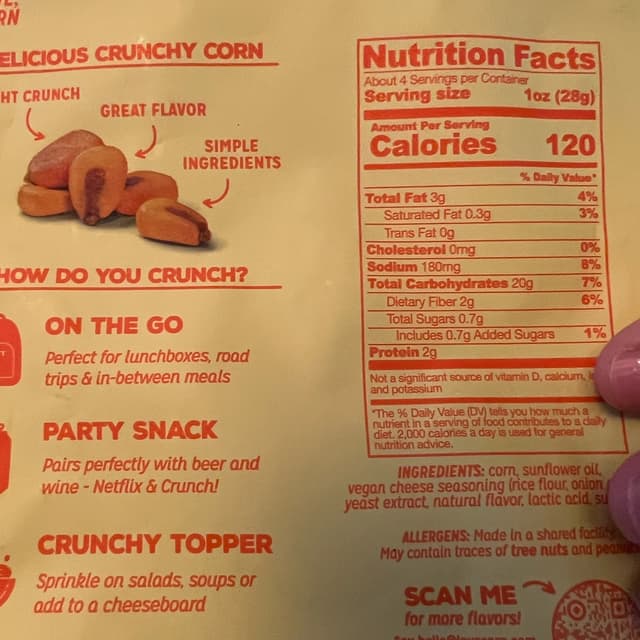 RN
ELICIOUS CRUNCHY CORN
HT CRUNCH
GREAT FLAVOR
SIMPLE
INGREDIENTS
HOW DO YOU CRUNCH?
ON THE GO
Perfect for lunchboxes, road
trips & in-between meals
PARTY SNACK
Pairs perfectly with beer and
wine - Netflix & Crunch!
CRUNCHY TOPPER
Sprinkle on salads, soups or
add to a cheeseboard
Nutrition Facts
About 4 Servings per Container
Serving size 1oz (28g)
Amount Per Serving
Calories 120
% Daily Value*
Total Fat 3g 4%
Saturated Fat 0.3g 3%
Trans Fat 0g
Cholesterol 0mg 0%
Sodium 180mg 8%
Total Carbohydrates 20g 7%
Dietary Fiber 2g 6%
Total Sugars 0.7g
Includes 0.7g Added Sugars 1%
Protein 2g
Not a significant source of vitamin D, calcium,
and potassium
*The % Daily Value (DV) tells you how much a
nutrient in a serving of food contributes to a daily
diet. 2,000 calories a day is used for general
nutrition advice.
INGREDIENTS: corn, sunflower oil,
vegan cheese seasoning (rice flour, onion
yeast extract, natural flavor, lactic acid, su
ALLERGENS: Made in a shared facility
May contain traces of tree nuts and peanu
SCAN ME
for more flavors!